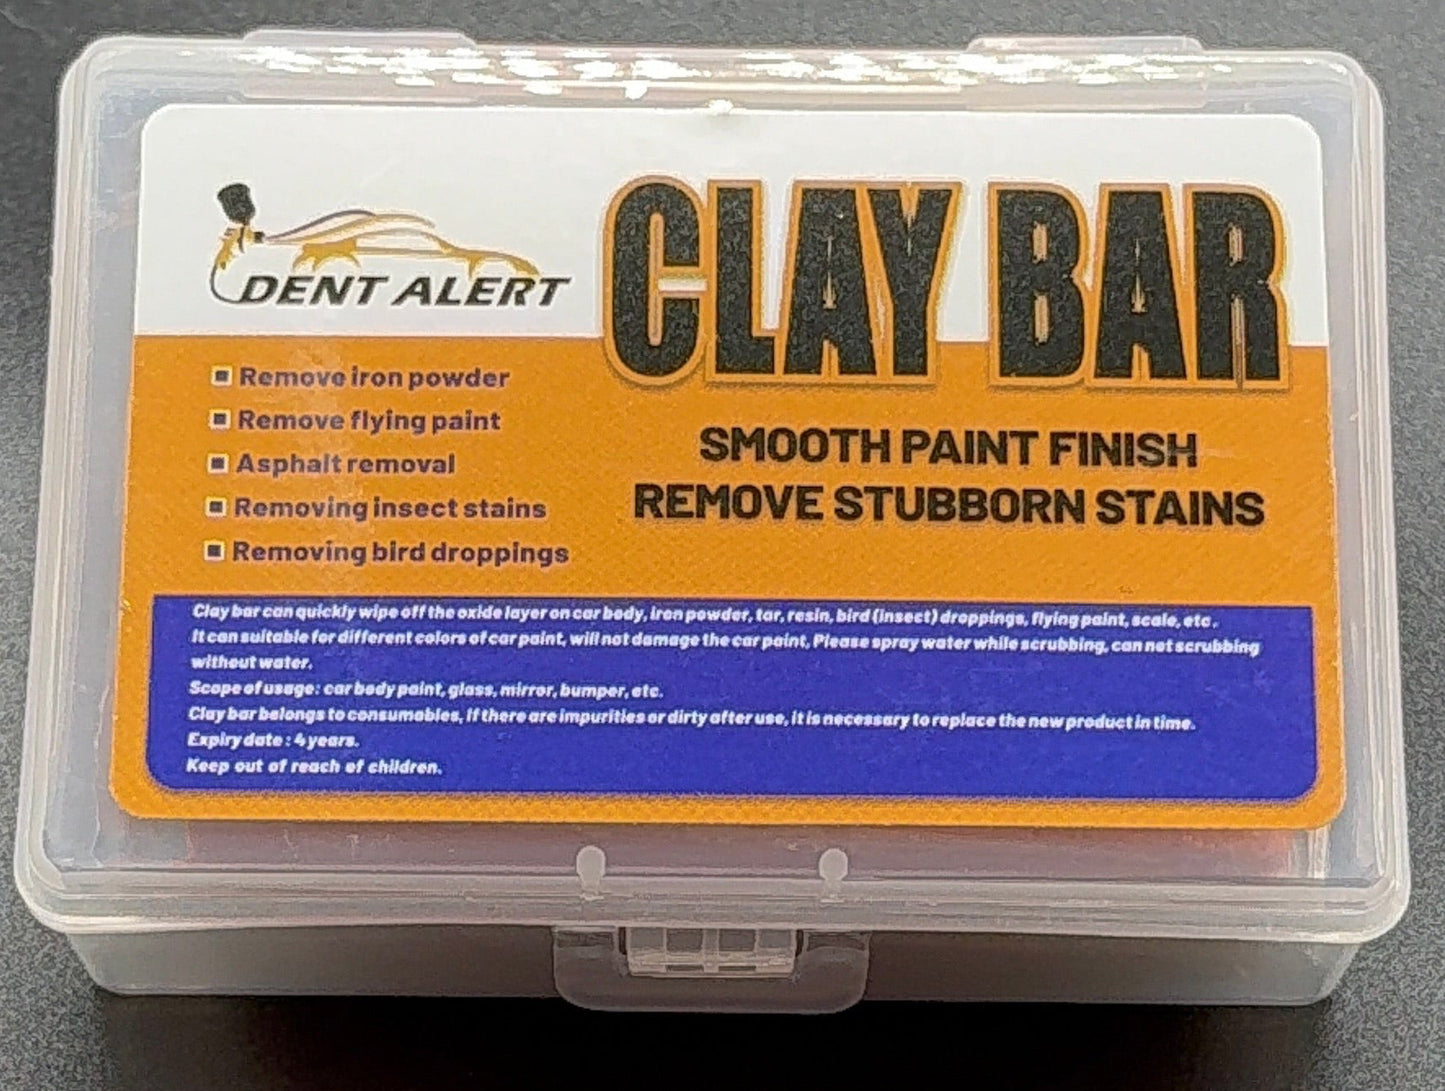 DENT ALERT
CLAY BAR
Remove iron powder
Remove flying paint
Asphalt removal
Removing insect stains
Removing bird droppings
SMOOTH PAINT FINISH
REMOVE STUBBORN STAINS
Clay bar can quickly wipe off the oxide layer on car body, iron powder, tar, resin, bird (insect) droppings, flying paint, scale, etc.
It can suitable for different colors of car paint, will not damage the car paint, Please spray water while scrubbing, can not scrubbing
without water.
Scope of usage: car body paint, glass, mirror, bumper, etc.
Clay bar belongs to consumables, If there are impurities or dirty after use, it is necessary to replace the new product in time.
Expiry date : 4 years.
Keep out of reach of children.